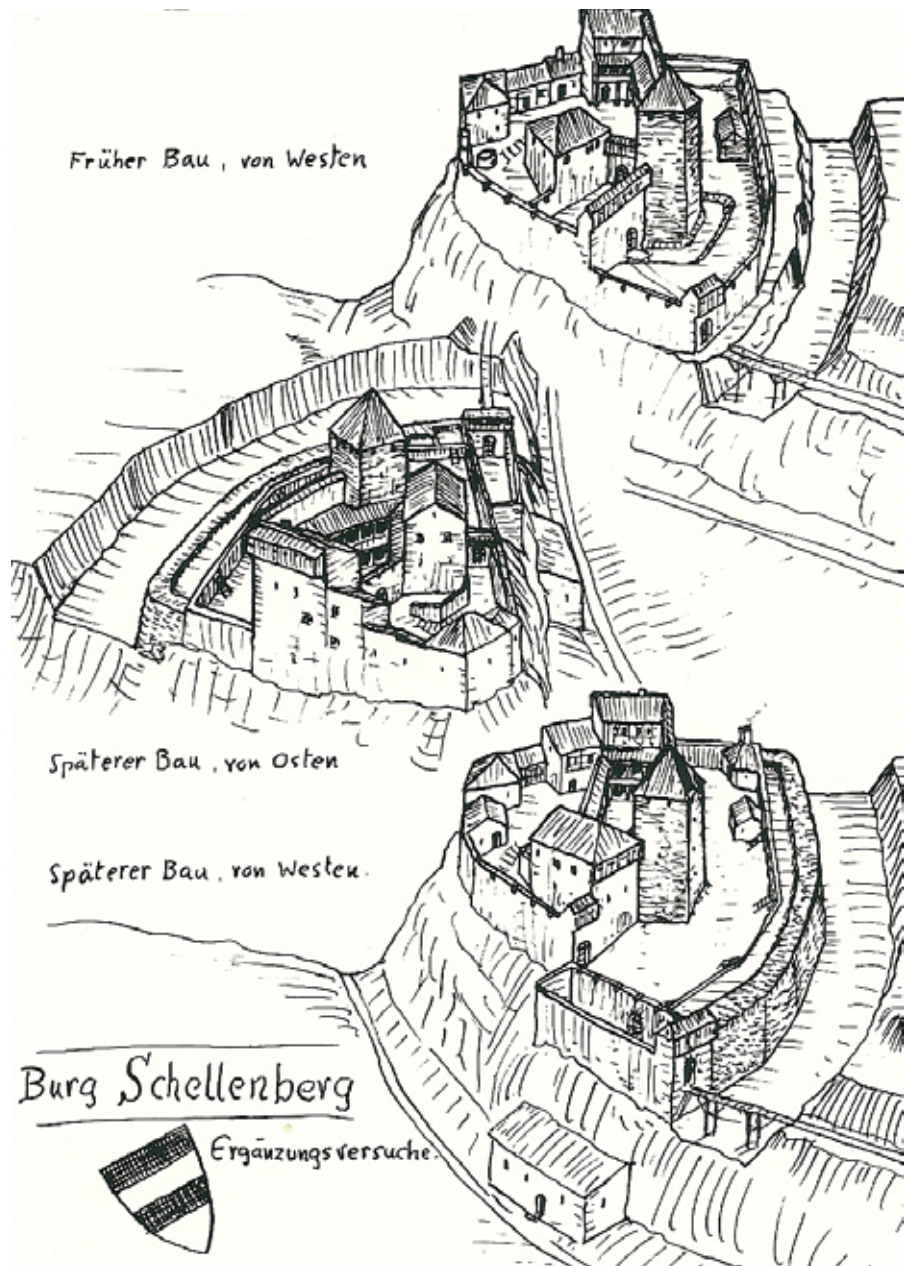 Früher Bau, von Westen
Späterer Bau, von Osten
Späterer Bau, von Westen.
Burg Schellenberg
Ergänzungsversuche.